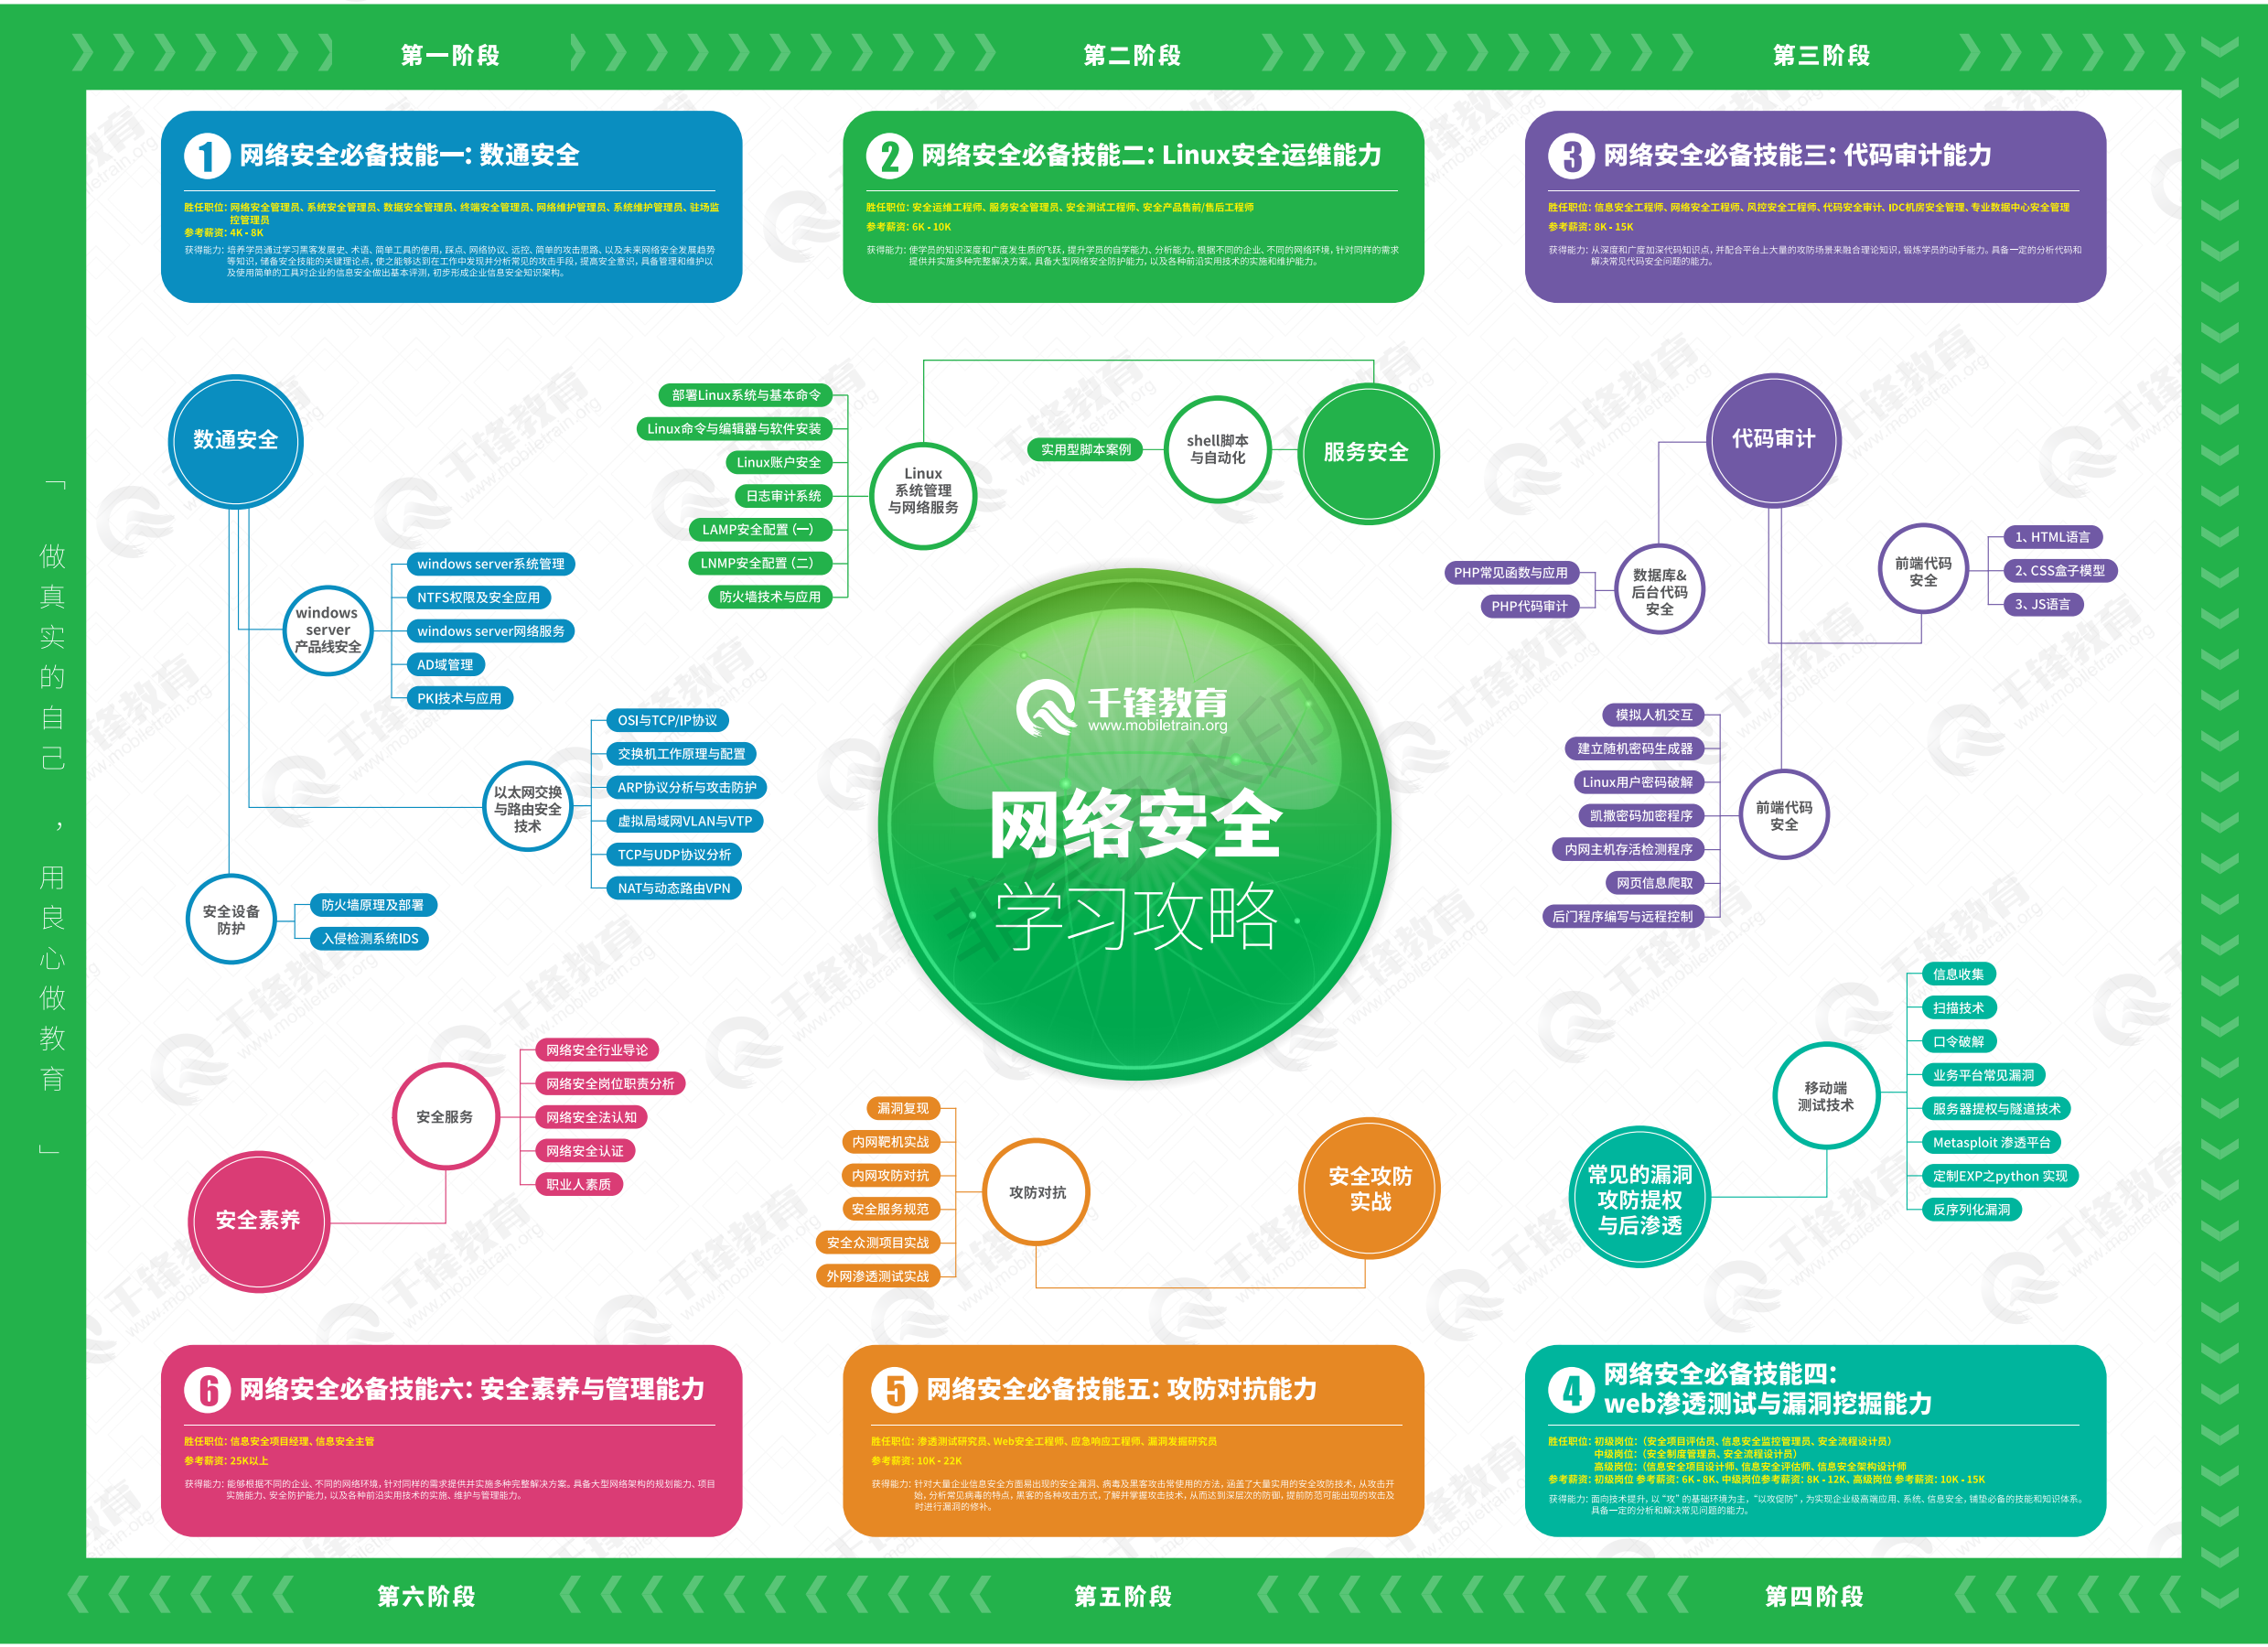 第一阶段
第二阶段
第三阶段
1 网络安全必备技能一：数通安全
胜任职位：网络安全管理员、系统安全管理员、数据安全管理员、终端安全管理员、网络维护管理员、系统维护管理员、驻场监
控管理员
参考薪资：4K - 8K
获得能力：培养学员通过学习黑客发展史、术语、简单工具的使用，踩点、网络协议、远控、简单的攻击思路、以及未来网络安全发展趋势
等知识，储备安全技能的关键理论点，使之能够达到在工作中发现并分析常见的攻击手段，提高安全意识，具备管理和维护以
及使用简单的工具对企业的信息安全做出基本评测，初步形成企业信息安全知识架构。
2 网络安全必备技能二：Linux安全运维能力
胜任职位：安全运维工程师、服务安全管理员、安全测试工程师、安全产品售前/售后工程师
参考薪资：6K - 10K
获得能力：使学员的知识深度和广度发生质的飞跃，提升学员的自学能力、分析能力。根据不同的企业、不同的网络环境，针对同样的需求
提供并实施多种完整解决方案。具备大型网络安全防护能力，以及各种前沿实用技术的实施和维护能力。
3 网络安全必备技能三：代码审计能力
胜任职位：信息安全工程师、网络安全工程师、风控安全工程师、代码安全审计、IDC机房安全管理、专业数据中心安全管理
参考薪资：8K - 15K
获得能力：从深度和广度加深代码知识点，并配合平台上大量的攻防场景来融合理论知识，锻炼学员的动手能力。具备一定的分析代码和
解决常见代码安全问题的能力。
数通安全
windows
server
产品线安全
windows server系统管理
NTFS权限及安全应用
windows server网络服务
AD域管理
PKI技术与应用
以太网交换
与路由安全
技术
OSI与TCP/IP协议
交换机工作原理与配置
ARP协议分析与攻击防护
虚拟局域网VLAN与VTP
TCP与UDP协议分析
NAT与动态路由VPN
安全设备
防护
防火墙原理及部署
入侵检测系统IDS
部署Linux系统与基本命令
Linux命令与编辑器与软件安装
Linux账户安全
日志审计系统
LAMP安全配置（一）
LNMP安全配置（二）
防火墙技术与应用
Linux
系统管理
与网络服务
实用型脚本案例
shell脚本
与自动化
服务安全
代码审计
PHP常见函数与应用
PHP代码审计
数据库&
后台代码
安全
前端代码
安全
1、HTML语言
2、CSS盒子模型
3、JS语言
模拟人机交互
建立随机密码生成器
Linux用户密码破解
凯撒密码加密程序
内网主机存活检测程序
网页信息爬取
后门程序编写与远程控制
前端代码
安全
千锋教育
www.mobiletrain.org
网络安全
学习攻略
非买水印
「做真实的自己，用良心做教育」
安全素养
安全服务
网络安全行业导论
网络安全岗位职责分析
网络安全法认知
网络安全认证
职业人素质
漏洞复现
内网靶机实战
内网攻防对抗
安全服务规范
安全众测项目实战
外网渗透测试实战
攻防对抗
安全攻防
实战
常见的漏洞
攻防提权
与后渗透
移动端
测试技术
信息收集
扫描技术
口令破解
业务平台常见漏洞
服务器提权与隧道技术
Metasploit 渗透平台
定制EXP之python 实现
反序列化漏洞
6 网络安全必备技能六：安全素养与管理能力
胜任职位：信息安全项目经理、信息安全主管
参考薪资：25K以上
获得能力：能够根据不同的企业、不同的网络环境，针对同样的需求提供并实施多种完整解决方案。具备大型网络架构的规划能力、项目
实施能力、安全防护能力，以及各种前沿实用技术的实施、维护与管理能力。
5 网络安全必备技能五：攻防对抗能力
胜任职位：渗透测试研究员、Web安全工程师、应急响应工程师、漏洞发掘研究员
参考薪资：10K - 22K
获得能力：针对大量企业信息安全方面易出现的安全漏洞、病毒及黑客攻击常使用的方法，涵盖了大量实用的安全攻防技术，从攻击开
始，分析常见病毒的特点，黑客的各种攻击方式，了解并掌握攻击技术，从而达到深层次的防御，提前防范可能出现的攻击及
时进行漏洞的修补。
4 网络安全必备技能四：
web渗透测试与漏洞挖掘能力
胜任职位：初级岗位：（安全项目评估员、信息安全监控管理员、安全流程设计员）
中级岗位：（安全制度管理员、安全流程设计员）
高级岗位：（信息安全项目设计师、信息安全评估师、信息安全架构设计师
参考薪资：初级岗位 参考薪资：6K - 8K、中级岗位参考薪资：8K - 12K、高级岗位 参考薪资：10K - 15K
获得能力：面向技术提升，以“攻”的基础环境为主，“以攻促防”，为实现企业级高端应用、系统、信息安全，铺垫必备的技能和知识体系。
具备一定的分析和解决常见问题的能力。
第六阶段
第五阶段
第四阶段